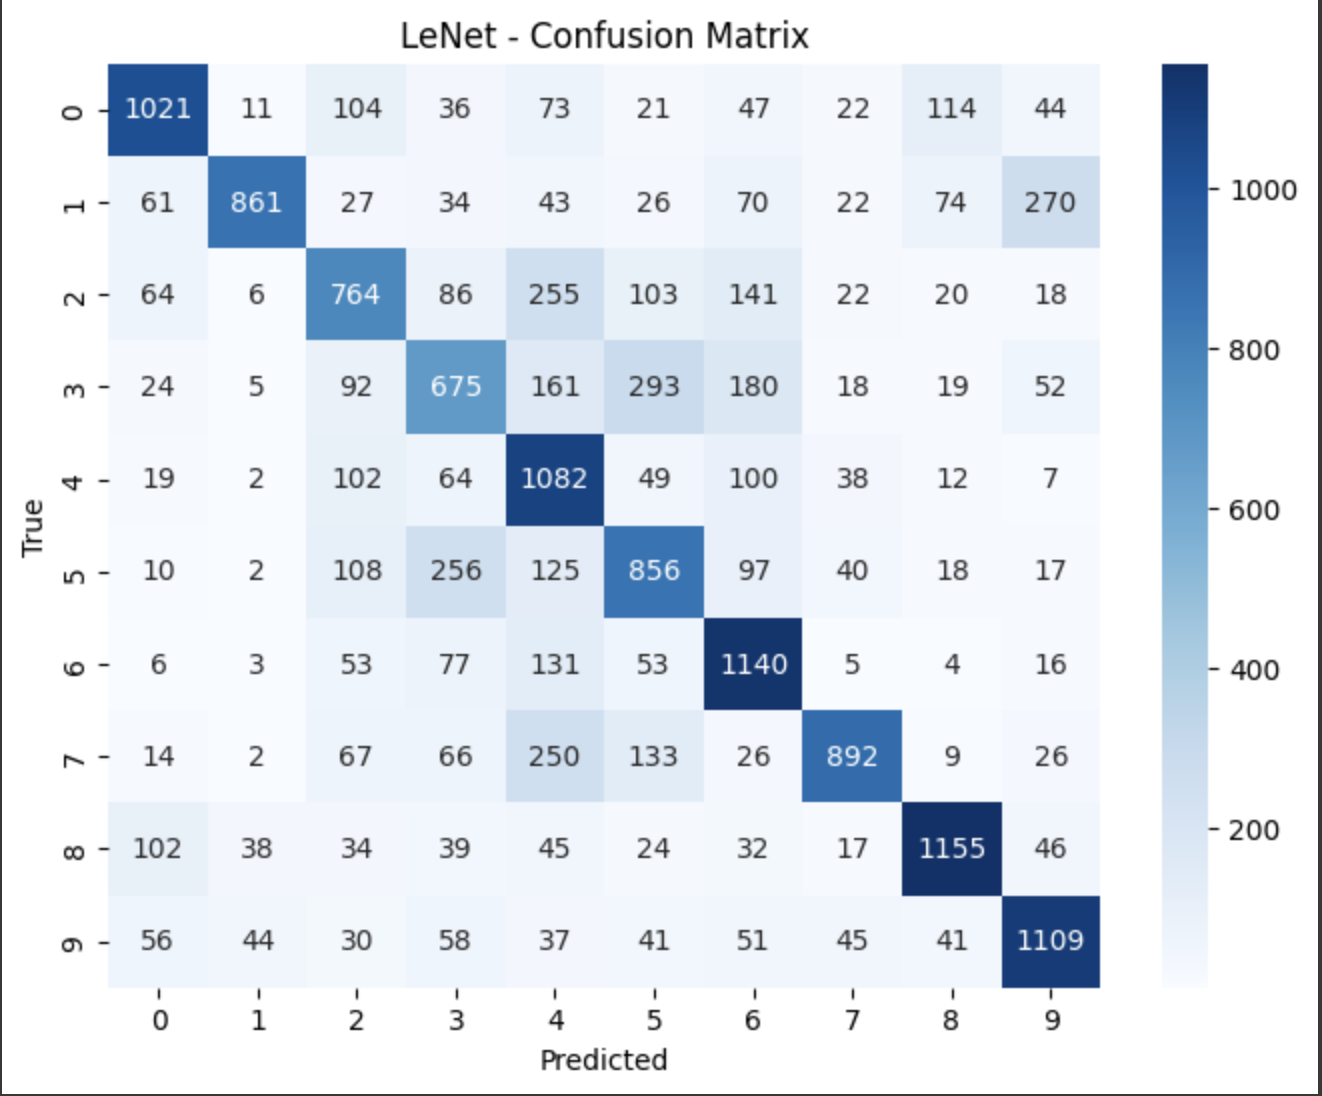 LeNet - Confusion Matrix
0 1021 11 104 36 73 21 47 22 114 44
1 61 861 27 34 43 26 70 22 74 270
2 64 6 764 86 255 103 141 22 20 18
3 24 5 92 675 161 293 180 18 19 52
4 19 2 102 64 1082 49 100 38 12 7
5 10 2 108 256 125 856 97 40 18 17
6 6 3 53 77 131 53 1140 5 4 16
7 14 2 67 66 250 133 26 892 9 26
8 102 38 34 39 45 24 32 17 1155 46
9 56 44 30 58 37 41 51 45 41 1109
0 1 2 3 4 5 6 7 8 9
Predicted
True
1000
800
600
400
200